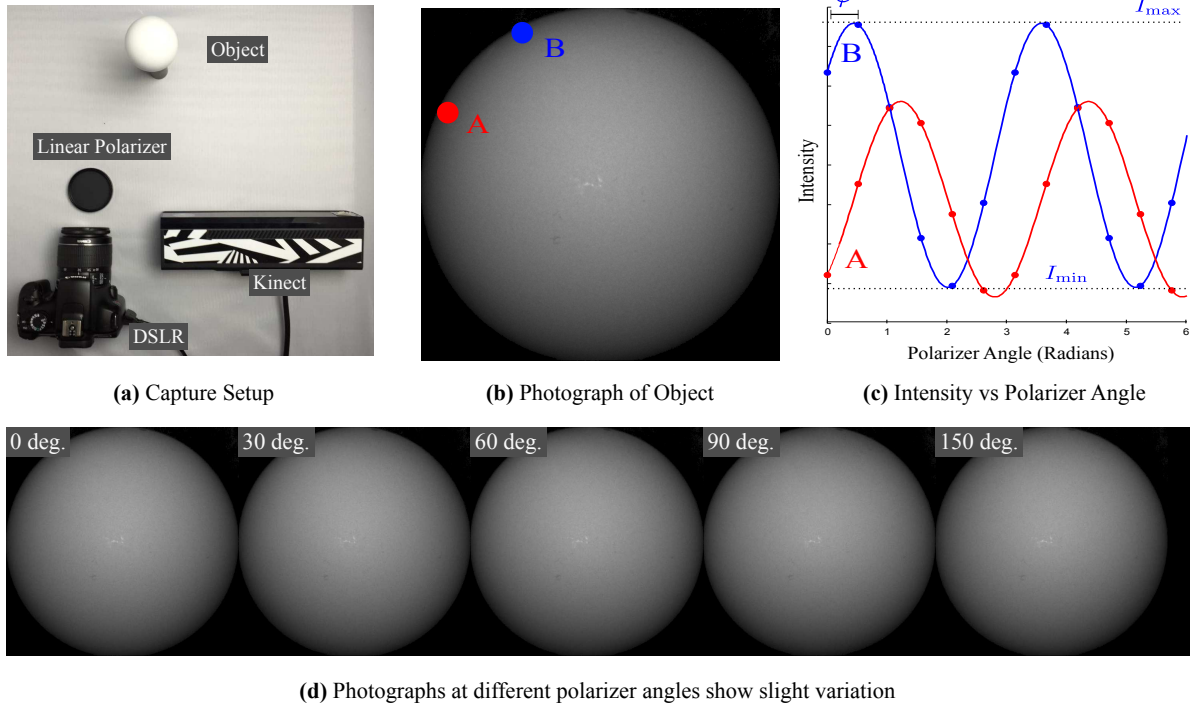 Object
Linear Polarizer
Kinect
DSLR
(a) Capture Setup
B
A
(b) Photograph of Object
φ
I_max
B
Intensity
A
I_min
0 1 2 3 4 5 6
Polarizer Angle (Radians)
(c) Intensity vs Polarizer Angle
0 deg. 30 deg. 60 deg. 90 deg. 150 deg.
(d) Photographs at different polarizer angles show slight variation